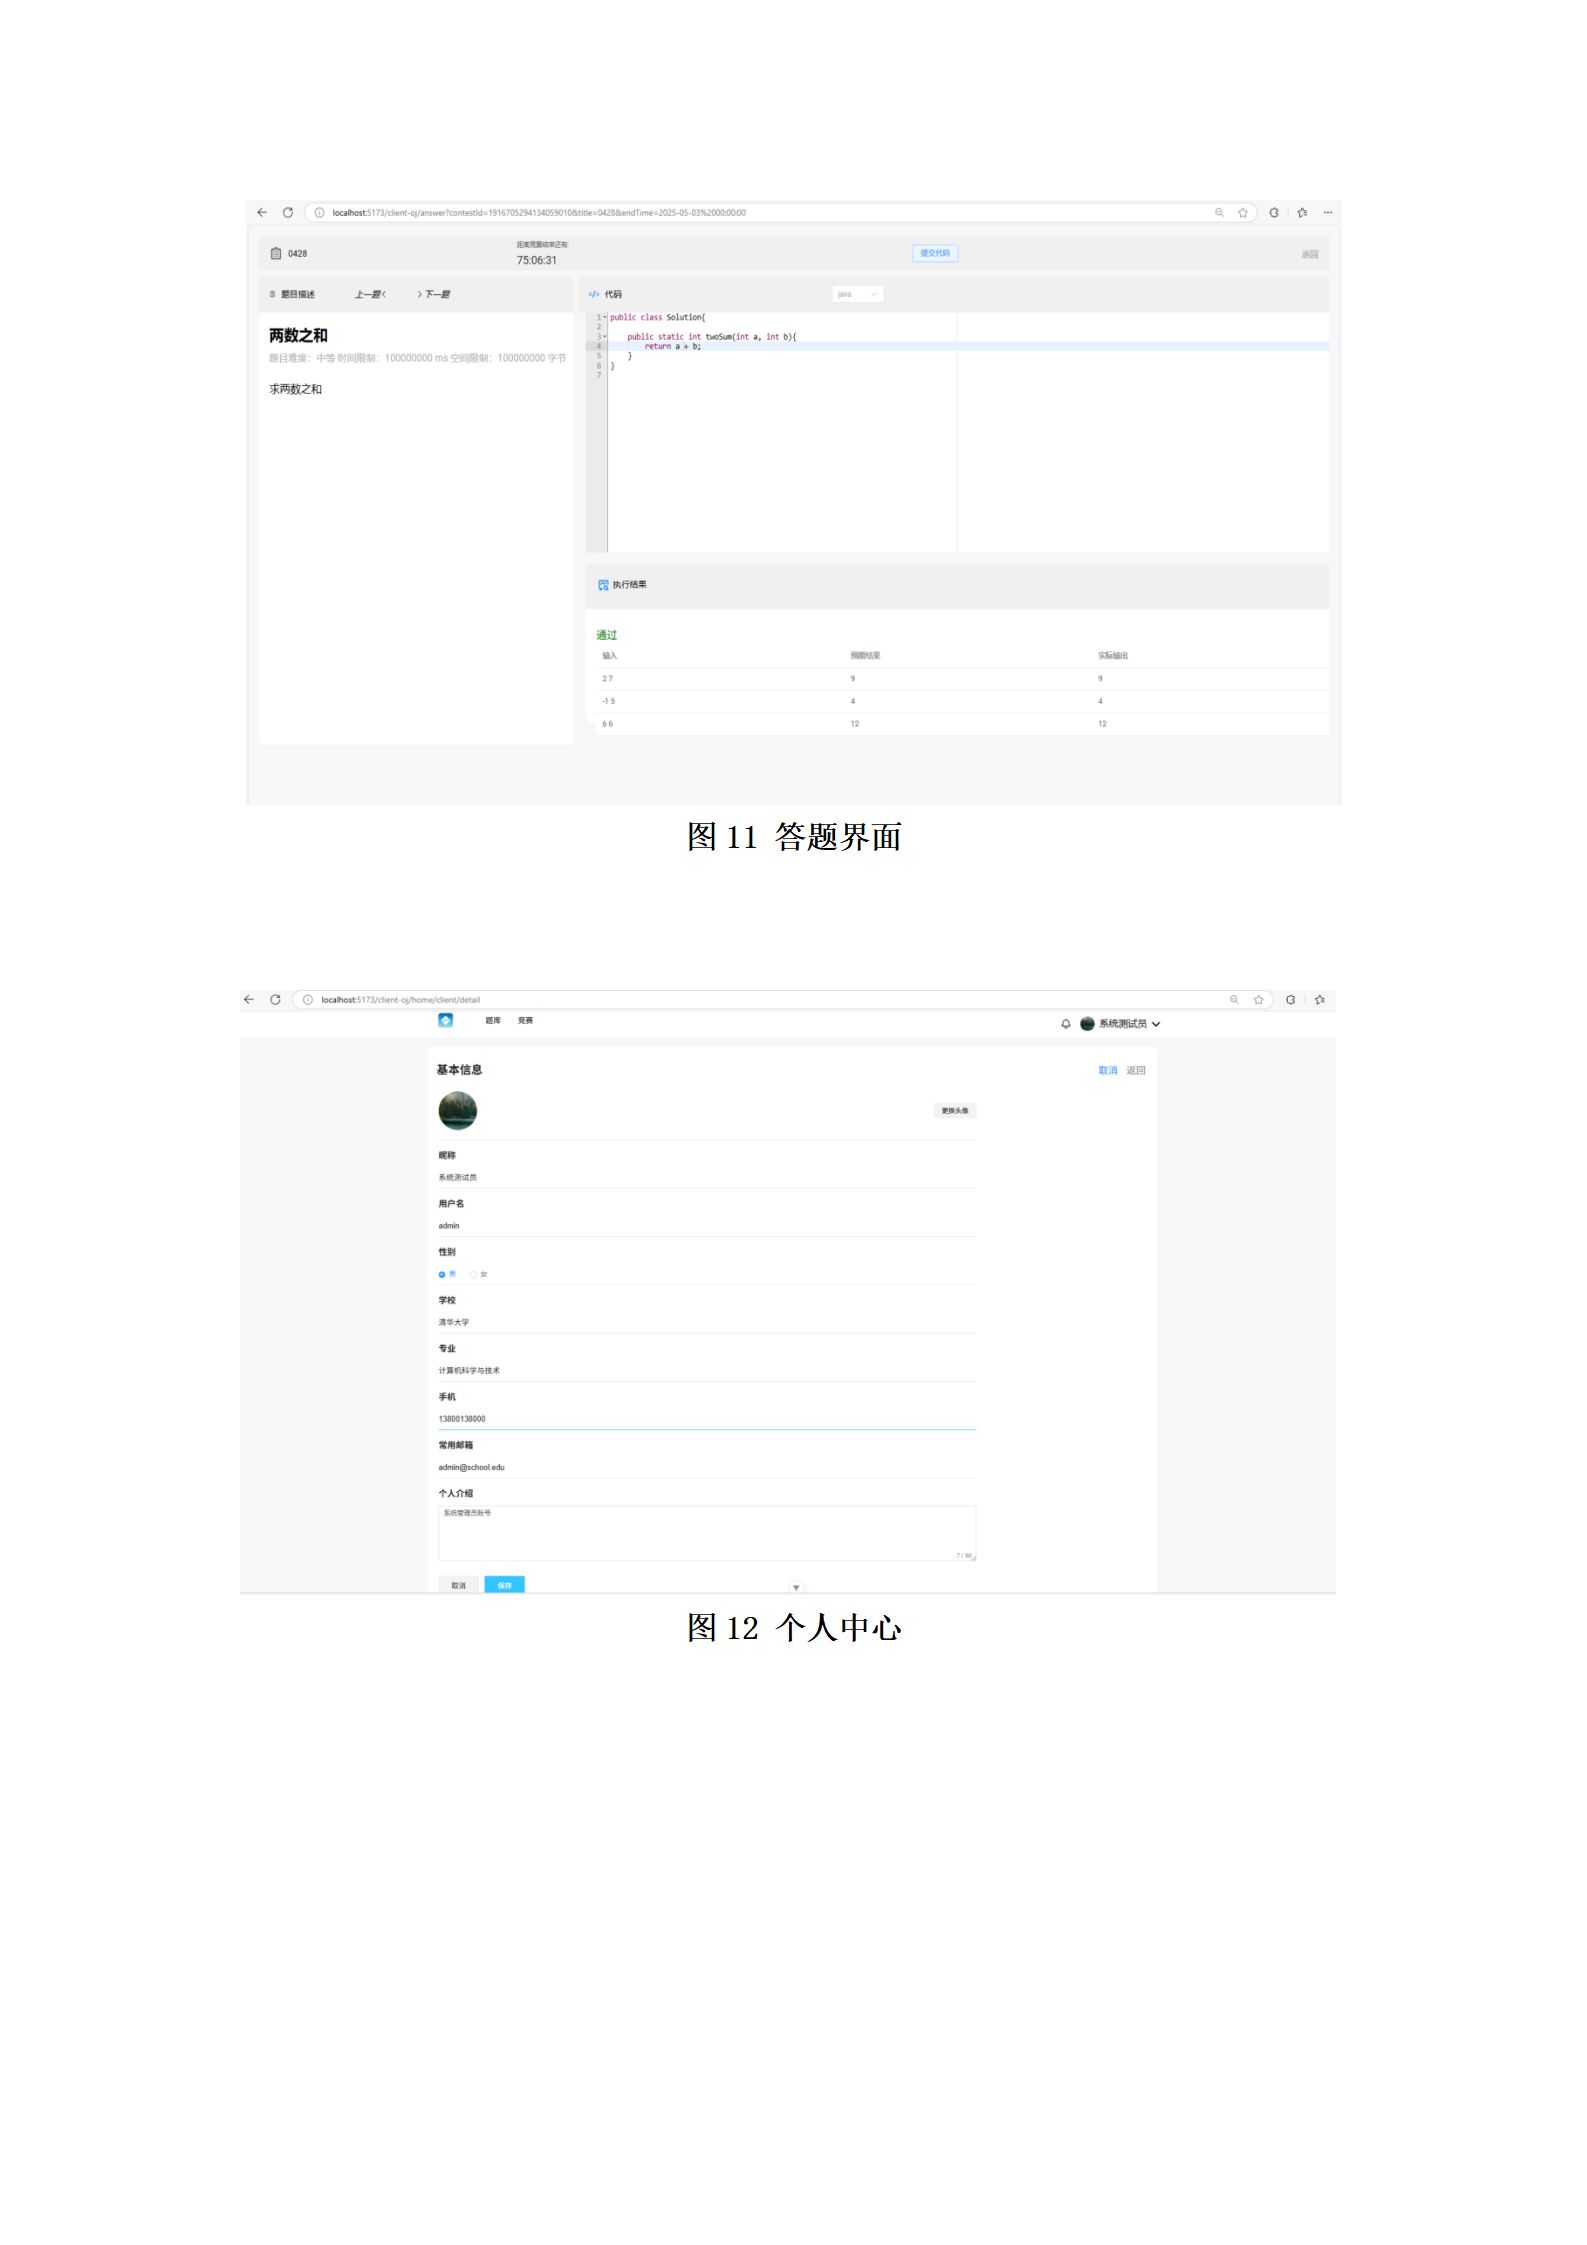 localhost:5173/client-oj/answer?contestId=1916705294134059010&title=0428&endTime=2025-05-03%2000:00:00
0428
距离竞赛结束还有:
75:06:31
提交代码
返回
题目描述 上一题< >下一题
</> 代码
java
两数之和
题目难度: 中等 时间限制: 100000000 ms 空间限制: 100000000 字节
求两数之和
1 public class Solution{
2
3 public static int twoSum(int a, int b){
4 return a + b;
5 }
6 }
7
执行结果
通过
输入 预期结果 实际输出
2 7 9 9
-1 5 4 4
6 6 12 12
图 11 答题界面
localhost:5173/client-oj/home/client/detail
题库 竞赛 系统测试员
基本信息 取消 返回
更换头像
昵称
系统测试员
用户名
admin
性别
男 女
学校
清华大学
专业
计算机科学与技术
手机
13800138000
常用邮箱
admin@school.edu
个人介绍
系统管理员账号
7 / 80
取消 保存
图 12 个人中心